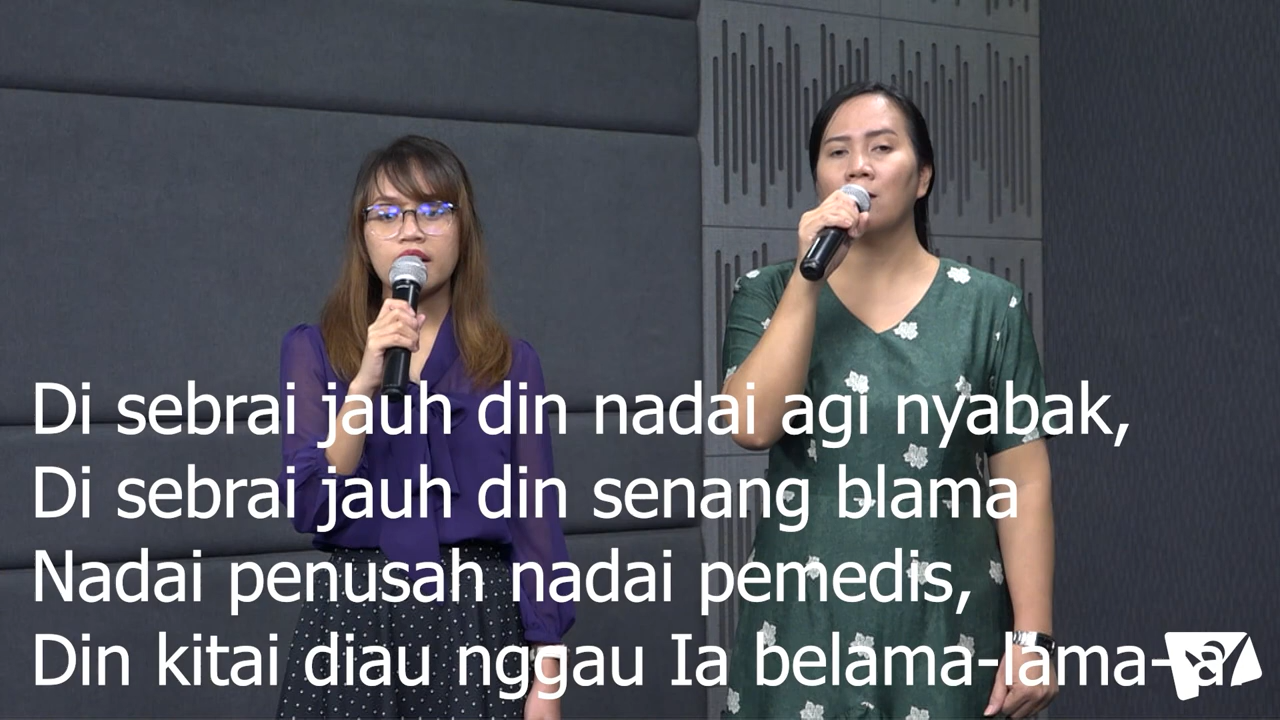 Di sebrai jauh din nadai agi nyabak,
Di sebrai jauh din senang blama
Nadai penusah nadai pemedis,
Din kitai diau nggau Ia belama-lama-